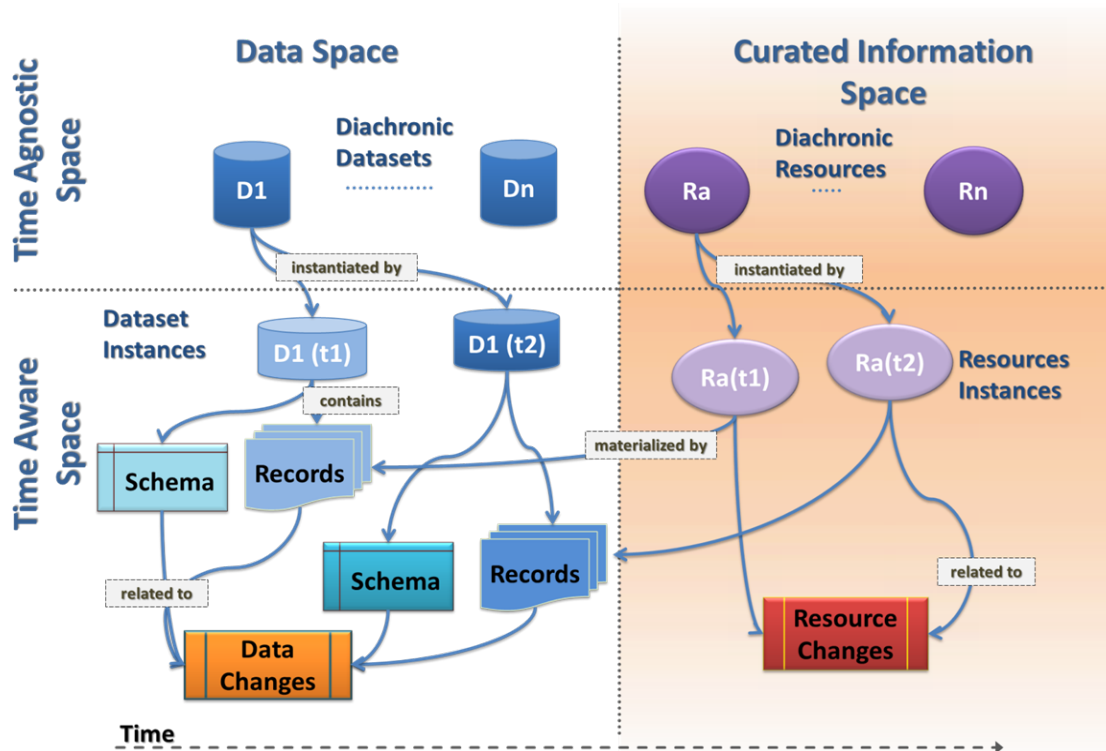 Data Space
Curated Information
Space
Time Agnostic
Space
Diachronic
Datasets
Diachronic
Resources
D1
Dn
Ra
Rn
instantiated by
instantiated by
Time Aware
Space
Dataset
Instances
D1 (t1)
D1 (t2)
Ra(t1)
Ra(t2)
Resources
Instances
contains
materialized by
Schema
Records
Schema
Records
related to
related to
Data
Changes
Resource
Changes
Time